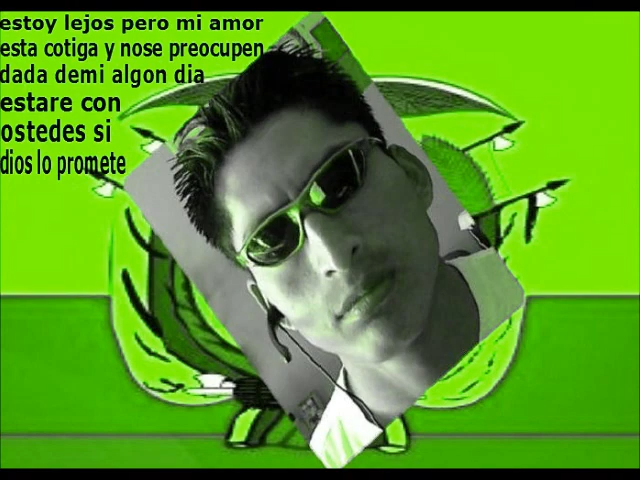 estoy lejos pero mi amor
esta cotiga y nose preocupen
dada demi algon dia
estare con
ostedes si
dios lo promete